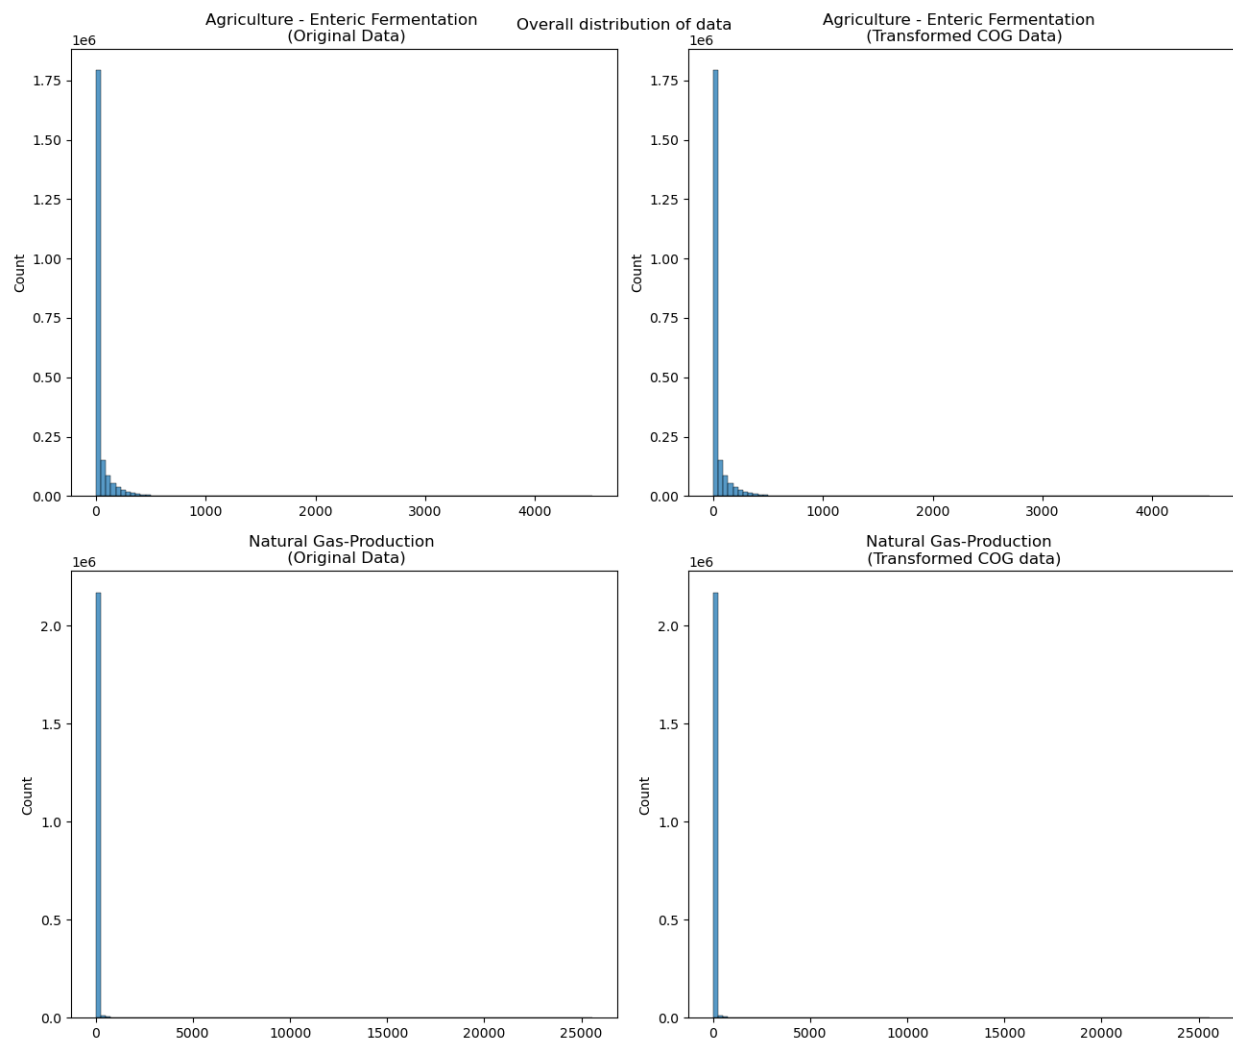 Overall distribution of data
Agriculture - Enteric Fermentation
(Original Data)
1e6
1.75
1.50
1.25
1.00
0.75
0.50
0.25
0.00
Count
0 1000 2000 3000 4000
Agriculture - Enteric Fermentation
(Transformed COG Data)
1e6
1.75
1.50
1.25
1.00
0.75
0.50
0.25
0.00
Count
0 1000 2000 3000 4000
Natural Gas-Production
(Original Data)
1e6
2.0
1.5
1.0
0.5
0.0
Count
0 5000 10000 15000 20000 25000
Natural Gas-Production
(Transformed COG data)
1e6
2.0
1.5
1.0
0.5
0.0
Count
0 5000 10000 15000 20000 25000